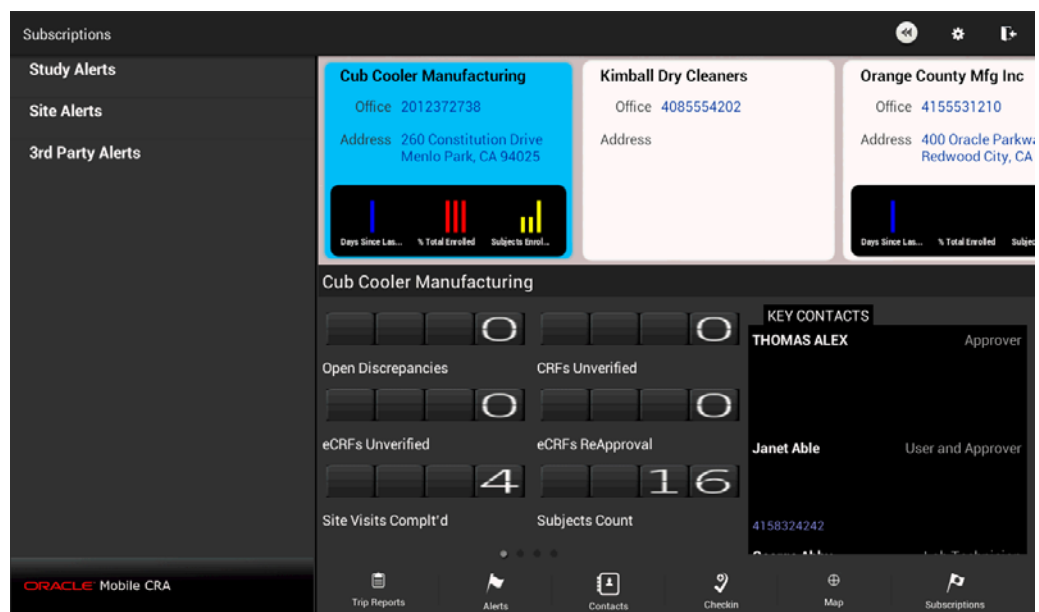 Subscriptions
Study Alerts
Site Alerts
3rd Party Alerts
Cub Cooler Manufacturing
Office 2012372738
Address 260 Constitution Drive
Menlo Park, CA 94025
Days Since Las... % Total Enrolled Subjects Enrol...
Kimball Dry Cleaners
Office 4085554202
Address
Orange County Mfg Inc
Office 4155531210
Address 400 Oracle Parkwa
Redwood City, CA
Days Since Las... % Total Enrolled Subjec
Cub Cooler Manufacturing
0 0
Open Discrepancies CRFs Unverified
0 0
eCRFs Unverified eCRFs ReApproval
4 16
Site Visits Complt'd Subjects Count
KEY CONTACTS
THOMAS ALEX Approver
Janet Able User and Approver
4158324242
ORACLE Mobile CRA
Trip Reports Alerts Contacts Checkin Map Subscriptions